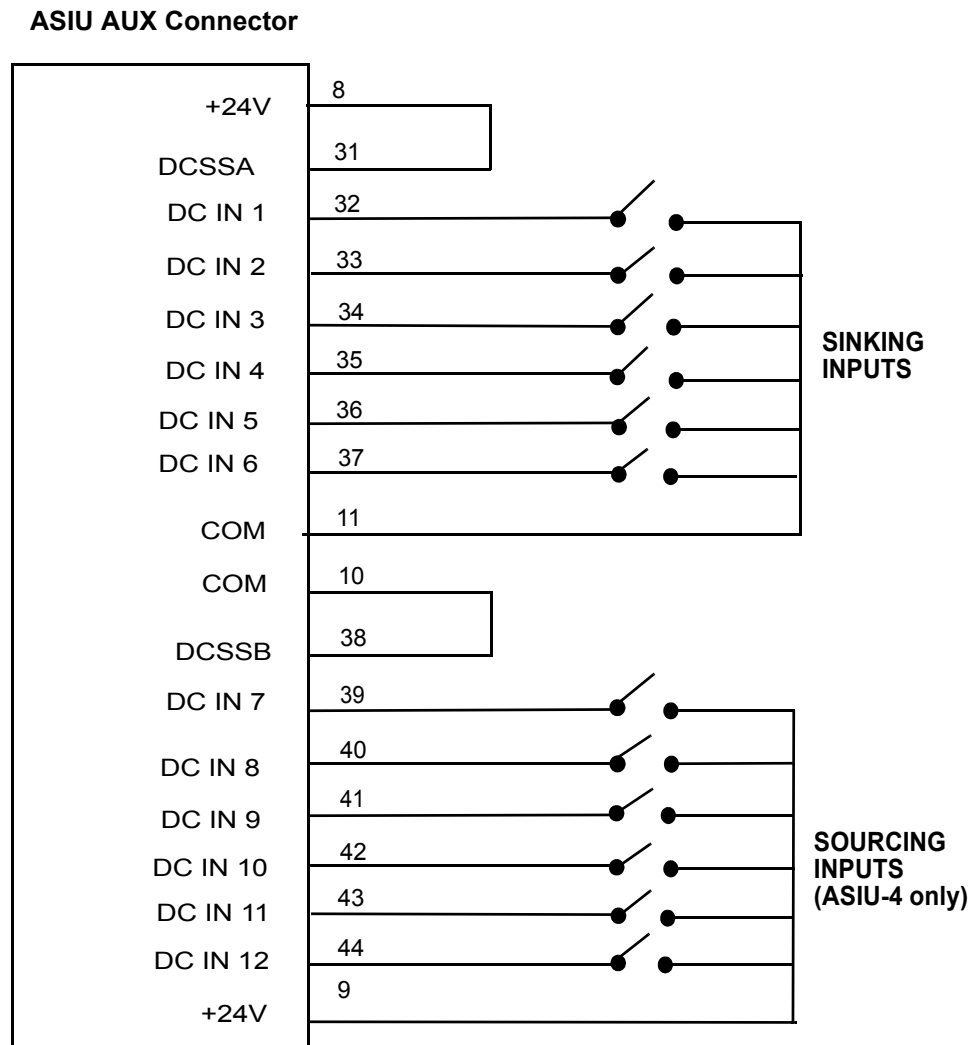 ASIU AUX Connector
+24V 8
DCSSA 31
DC IN 1 32
DC IN 2 33
DC IN 3 34
DC IN 4 35
DC IN 5 36
DC IN 6 37
SINKING
INPUTS
COM 11
COM 10
DCSSB 38
DC IN 7 39
DC IN 8 40
DC IN 9 41
DC IN 10 42
DC IN 11 43
DC IN 12 44
+24V 9
SOURCING
INPUTS
(ASIU-4 only)